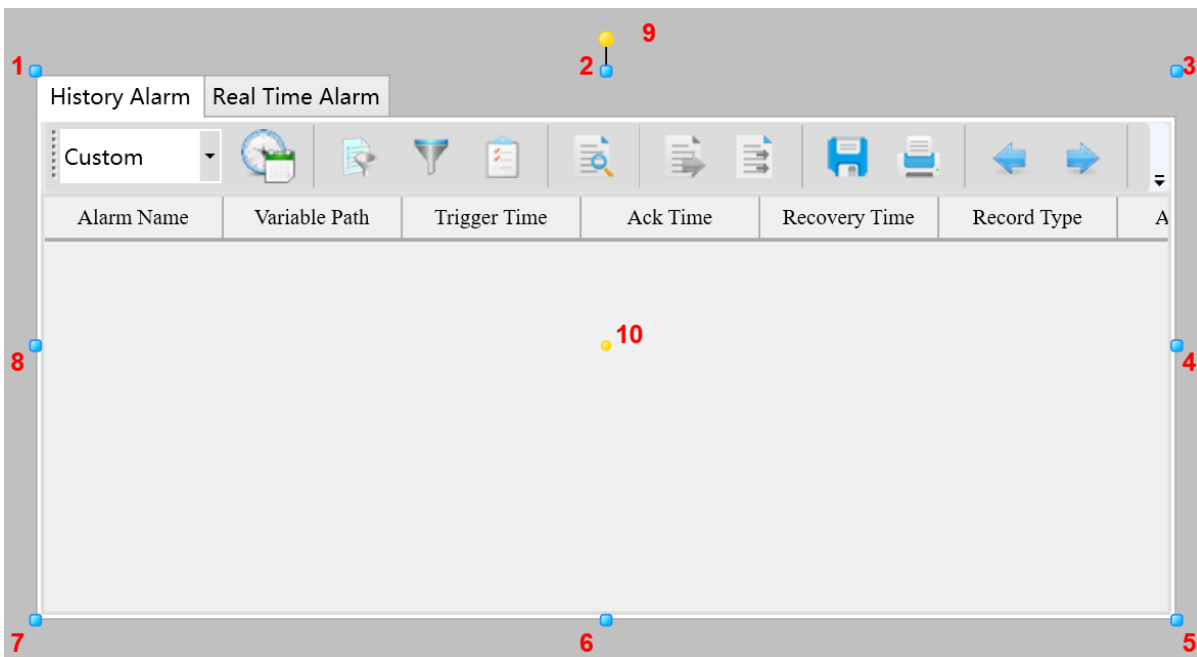 9
1 2 3
History Alarm Real Time Alarm
Custom
Alarm Name Variable Path Trigger Time Ack Time Recovery Time Record Type A
10
8 4
7 6 5